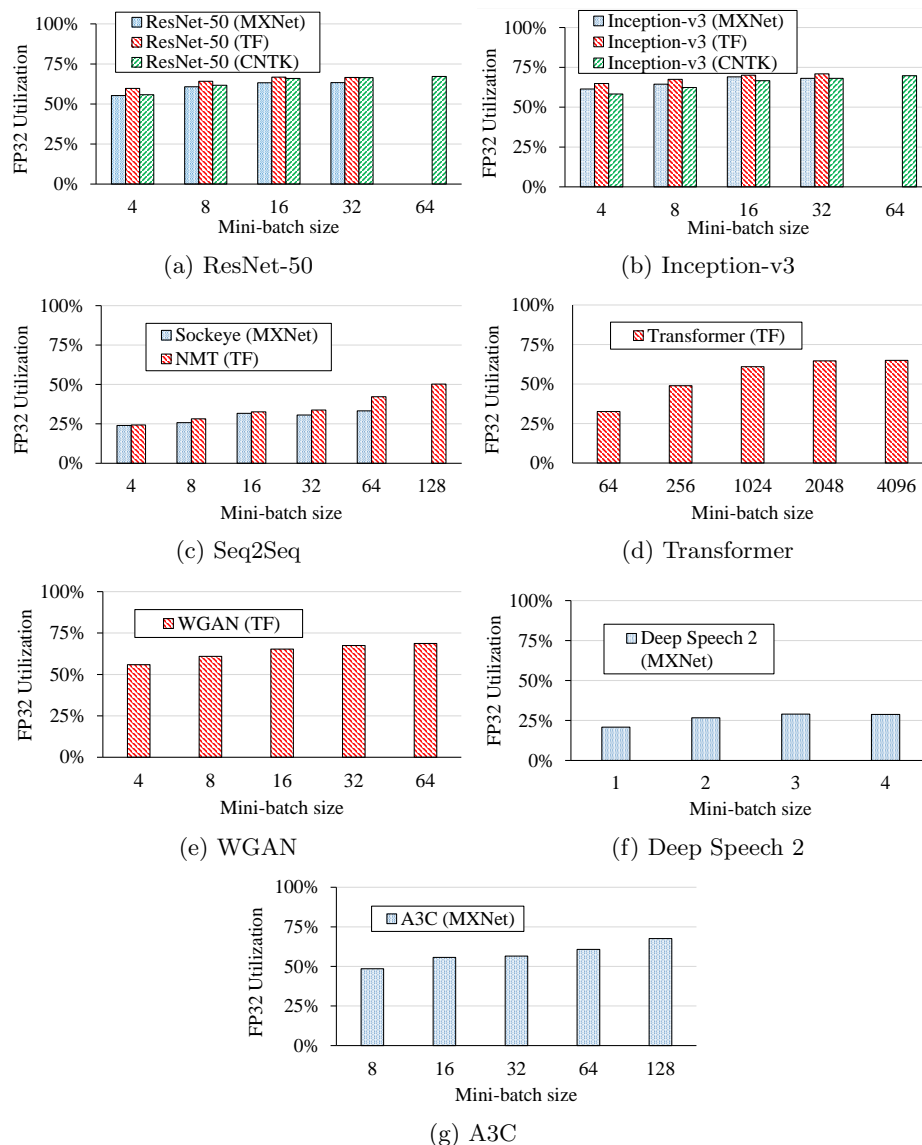 ResNet-50 (MXNet)
ResNet-50 (TF)
ResNet-50 (CNTK)
FP32 Utilization
100%
75%
50%
25%
0%
4 8 16 32 64
Mini-batch size
(a) ResNet-50
Inception-v3 (MXNet)
Inception-v3 (TF)
Inception-v3 (CNTK)
FP32 Utilization
100%
75%
50%
25%
0%
4 8 16 32 64
Mini-batch size
(b) Inception-v3
Sockeye (MXNet)
NMT (TF)
FP32 Utilization
100%
75%
50%
25%
0%
4 8 16 32 64 128
Mini-batch size
(c) Seq2Seq
Transformer (TF)
FP32 Utilization
100%
75%
50%
25%
0%
64 256 1024 2048 4096
Mini-batch size
(d) Transformer
WGAN (TF)
FP32 Utilization
100%
75%
50%
25%
0%
4 8 16 32 64
Mini-batch size
(e) WGAN
Deep Speech 2
(MXNet)
FP32 Utilization
100%
75%
50%
25%
0%
1 2 3 4
Mini-batch size
(f) Deep Speech 2
A3C (MXNet)
FP32 Utilization
100%
75%
50%
25%
0%
8 16 32 64 128
Mini-batch size
(g) A3C